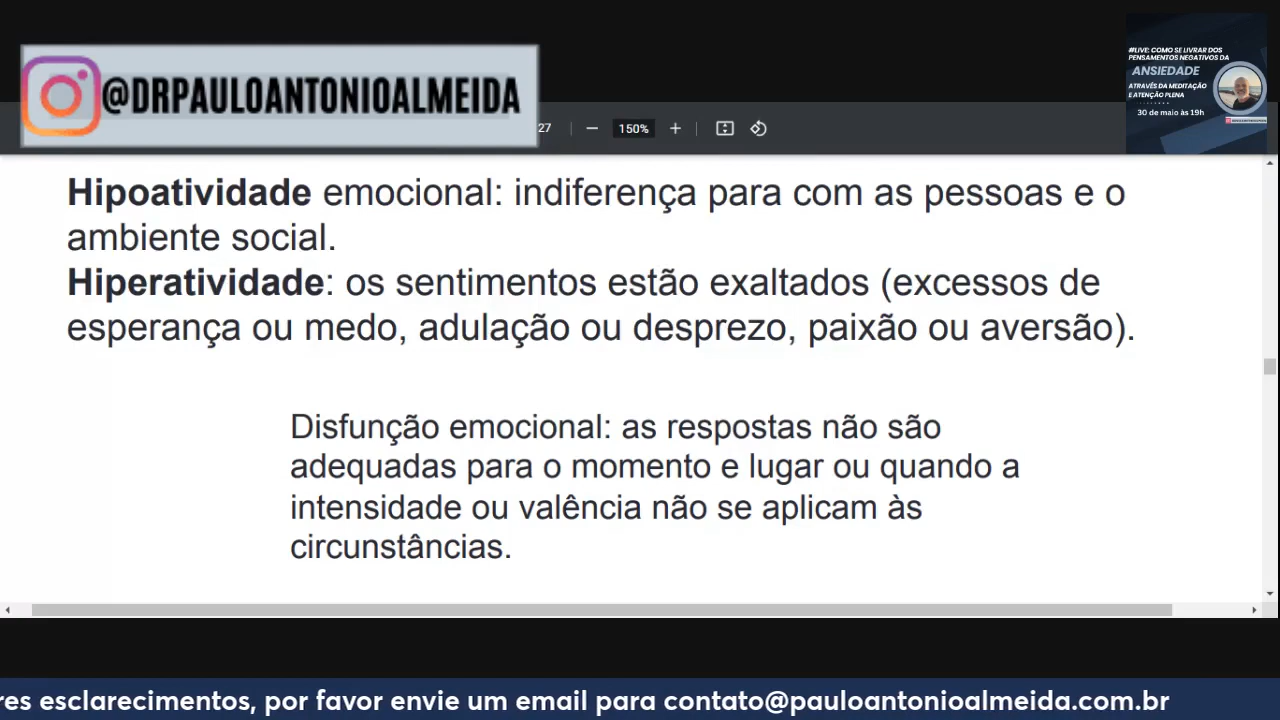 @DRPAULOANTONIOALMEIDA
#LIVE: COMO SE LIVRAR DOS
PENSAMENTOS NEGATIVOS DA
ANSIEDADE
ATRAVÉS DA MEDITAÇÃO
E ATENÇÃO PLENA
30 de maio às 19h
27
150%
Hipoatividade emocional: indiferença para com as pessoas e o
ambiente social.
Hiperatividade: os sentimentos estão exaltados (excessos de
esperança ou medo, adulação ou desprezo, paixão ou aversão).
Disfunção emocional: as respostas não são
adequadas para o momento e lugar ou quando a
intensidade ou valência não se aplicam às
circunstâncias.
res esclarecimentos, por favor envie um email para contato@pauloantonioalmeida.com.br